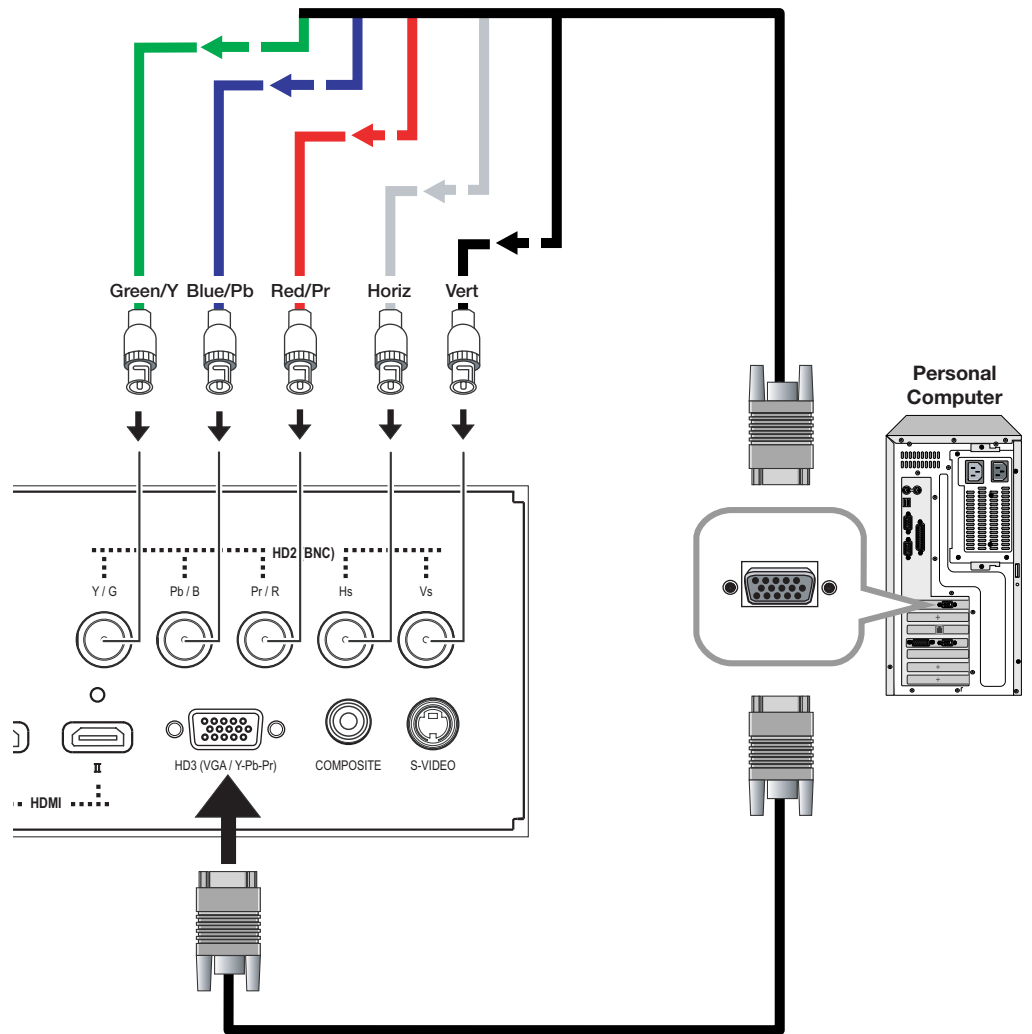 Green/Y Blue/Pb Red/Pr Horiz Vert
Personal
Computer
HD2 (BNC)
Y / G Pb / B Pr / R Hs Vs
II HD3 (VGA / Y-Pb-Pr) COMPOSITE S-VIDEO
HDMI